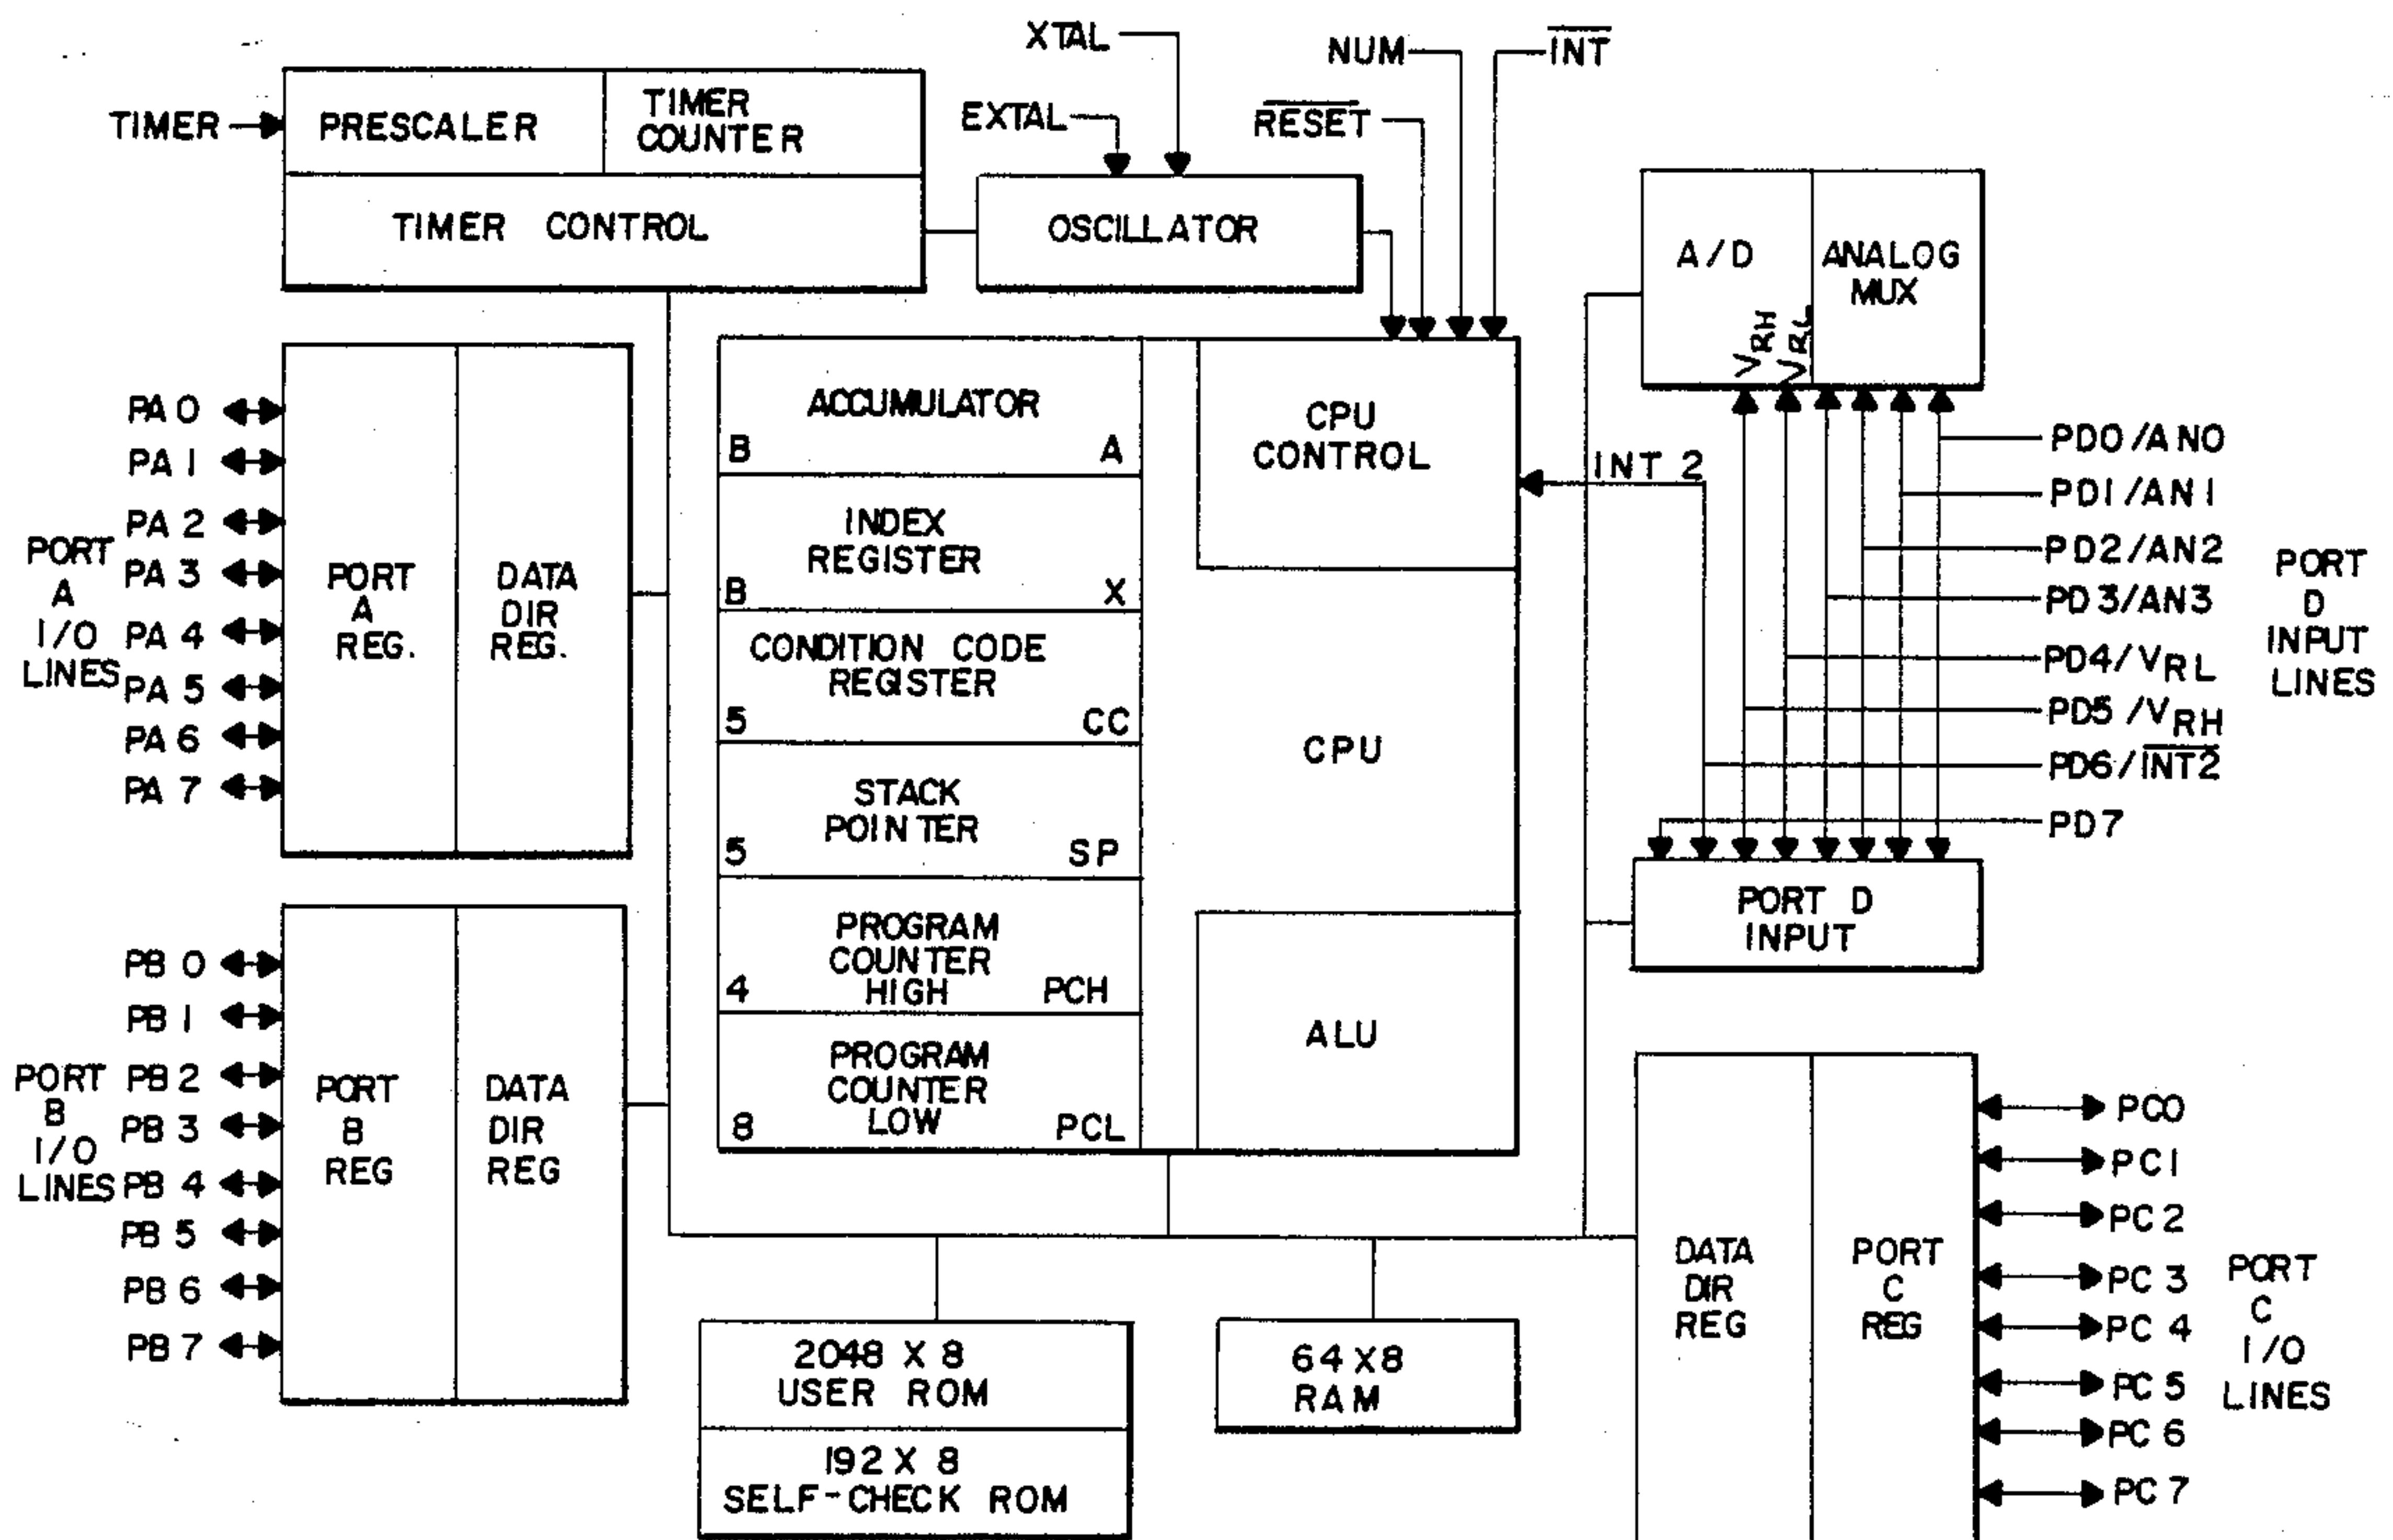 XTAL
NUM
INT
TIMER
PRESCALER
TIMER
COUNTER
EXTAL
RESET
TIMER CONTROL
OSCILLATOR
A/D
ANALOG
MUX
VRH
VRL
PORT
A
I/O
LINES
PA 0
PA 1
PA 2
PA 3
PA 4
PA 5
PA 6
PA 7
PORT
A
REG.
DATA
DIR
REG.
ACCUMULATOR
B A
INDEX
REGISTER
B X
CONDITION CODE
REGISTER
5 CC
STACK
POINTER
5 SP
PROGRAM
COUNTER
HIGH
4 PCH
PROGRAM
COUNTER
LOW
8 PCL
CPU
CONTROL
CPU
ALU
INT 2
PD0/AN0
PD1/AN1
PD2/AN2
PD3/AN3
PD4/VRL
PD5/VRH
PD6/INT2
PD7
PORT
D
INPUT
LINES
PORT D
INPUT
PORT
B
I/O
LINES
PB 0
PB 1
PB 2
PB 3
PB 4
PB 5
PB 6
PB 7
PORT
B
REG
DATA
DIR
REG
2048 X 8
USER ROM
192 X 8
SELF-CHECK ROM
64 X8
RAM
DATA
DIR
REG
PORT
C
REG
PC0
PC1
PC 2
PC 3
PC 4
PC 5
PC 6
PC 7
PORT
C
I/O
LINES